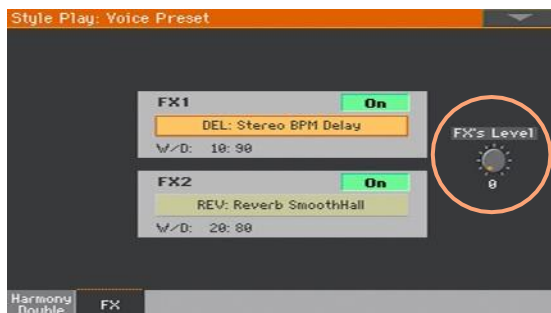 Style Play: Voice Preset
FX1
On
DEL: Stereo BPM Delay
W/D: 10:90
FX's Level
0
FX2
On
REV: Reverb SmoothHall
W/D: 20:80
Harmony
Double
FX